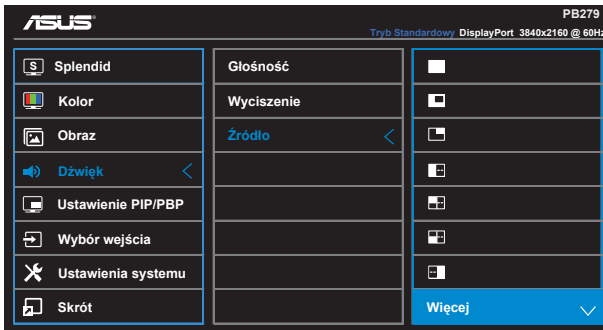 ASUS
PB279
Tryb Standardowy DisplayPort 3840x2160 @ 60Hz
S Splendid
Kolor
Obraz
Dźwięk
Ustawienie PIP/PBP
Wybór wejścia
Ustawienia systemu
Skrót
Głośność
Wyciszenie
Źródło
Więcej